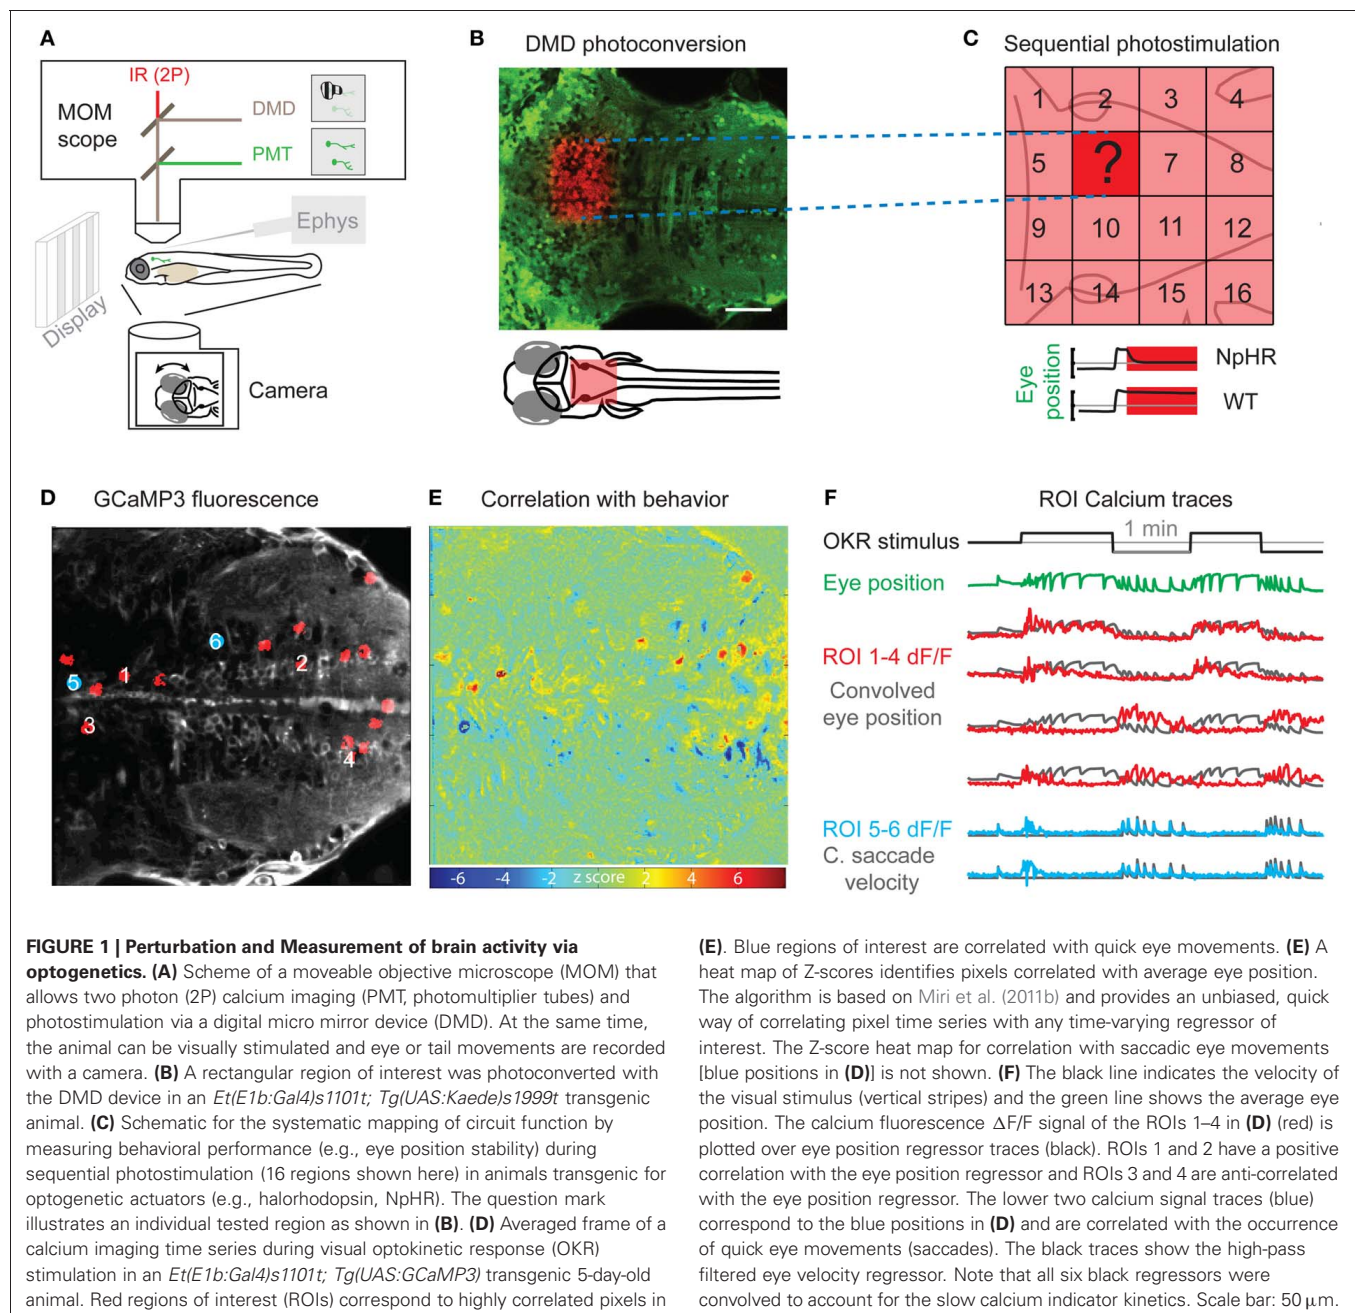 A
IR (2P)
MOM
scope
DMD
PMT
Ephys
Display
Camera
B
DMD photoconversion
C
Sequential photostimulation
1 2 3 4
5 ? 7 8
9 10 11 12
13 14 15 16
Eye
position
NpHR
WT
D
GCaMP3 fluorescence
1
2
3
4
5
6
E
Correlation with behavior
-6 -4 -2 z score 2 4 6
F
ROI Calcium traces
OKR stimulus
1 min
Eye position
ROI 1-4 dF/F
Convolved
eye position
ROI 5-6 dF/F
C. saccade
velocity
FIGURE 1 | Perturbation and Measurement of brain activity via
optogenetics. (A) Scheme of a moveable objective microscope (MOM) that
allows two photon (2P) calcium imaging (PMT, photomultiplier tubes) and
photostimulation via a digital micro mirror device (DMD). At the same time,
the animal can be visually stimulated and eye or tail movements are recorded
with a camera. (B) A rectangular region of interest was photoconverted with
the DMD device in an Et(E1b:Gal4)s1101t; Tg(UAS:Kaede)s1999t transgenic
animal. (C) Schematic for the systematic mapping of circuit function by
measuring behavioral performance (e.g., eye position stability) during
sequential photostimulation (16 regions shown here) in animals transgenic for
optogenetic actuators (e.g., halorhodopsin, NpHR). The question mark
illustrates an individual tested region as shown in (B). (D) Averaged frame of a
calcium imaging time series during visual optokinetic response (OKR)
stimulation in an Et(E1b:Gal4)s1101t; Tg(UAS:GCaMP3) transgenic 5-day-old
animal. Red regions of interest (ROIs) correspond to highly correlated pixels in
(E). Blue regions of interest are correlated with quick eye movements. (E) A
heat map of Z-scores identifies pixels correlated with average eye position.
The algorithm is based on Miri et al. (2011b) and provides an unbiased, quick
way of correlating pixel time series with any time-varying regressor of
interest. The Z-score heat map for correlation with saccadic eye movements
[blue positions in (D)] is not shown. (F) The black line indicates the velocity of
the visual stimulus (vertical stripes) and the green line shows the average eye
position. The calcium fluorescence ΔF/F signal of the ROIs 1–4 in (D) (red) is
plotted over eye position regressor traces (black). ROIs 1 and 2 have a positive
correlation with the eye position regressor and ROIs 3 and 4 are anti-correlated
with the eye position regressor. The lower two calcium signal traces (blue)
correspond to the blue positions in (D) and are correlated with the occurrence
of quick eye movements (saccades). The black traces show the high-pass
filtered eye velocity regressor. Note that all six black regressors were
convolved to account for the slow calcium indicator kinetics. Scale bar: 50 μm.